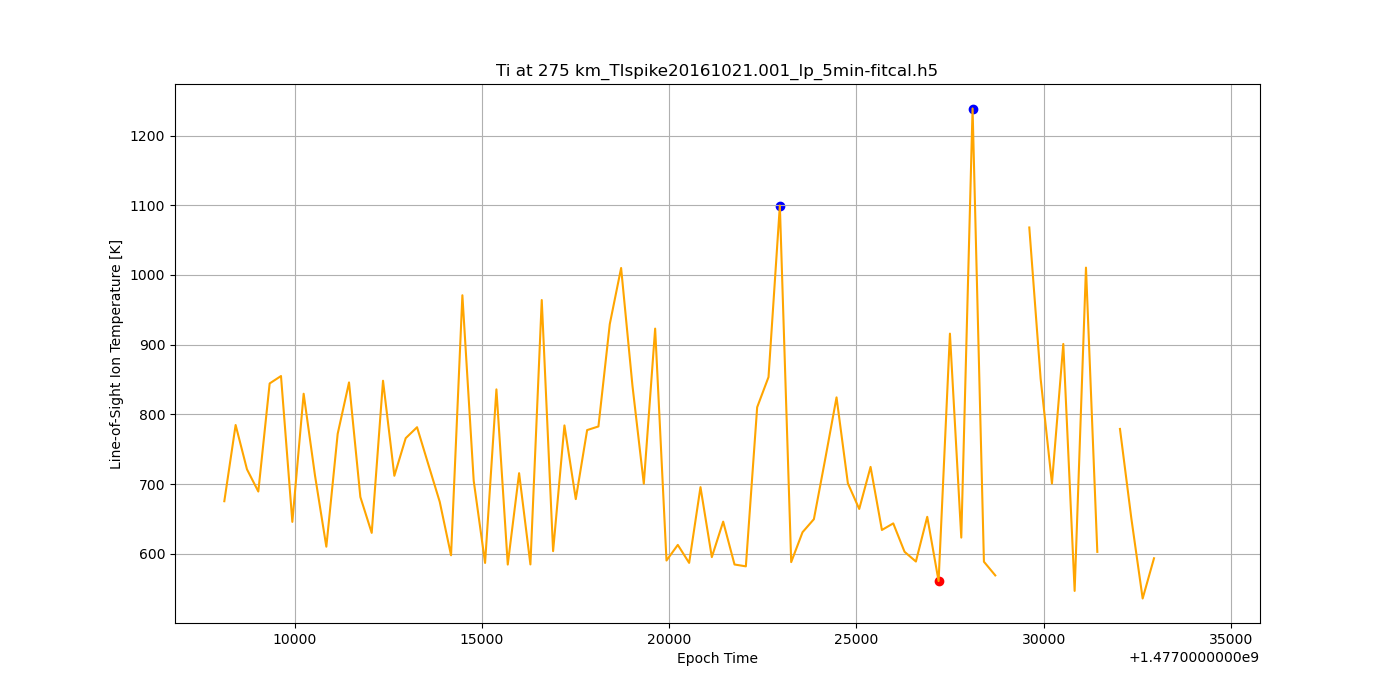 Ti at 275 km_TIspike20161021.001_lp_5min-fitcal.h5
Line-of-Sight Ion Temperature [K]
1200
1100
1000
900
800
700
600
10000 15000 20000 25000 30000 35000
Epoch Time
+1.4770000000e9